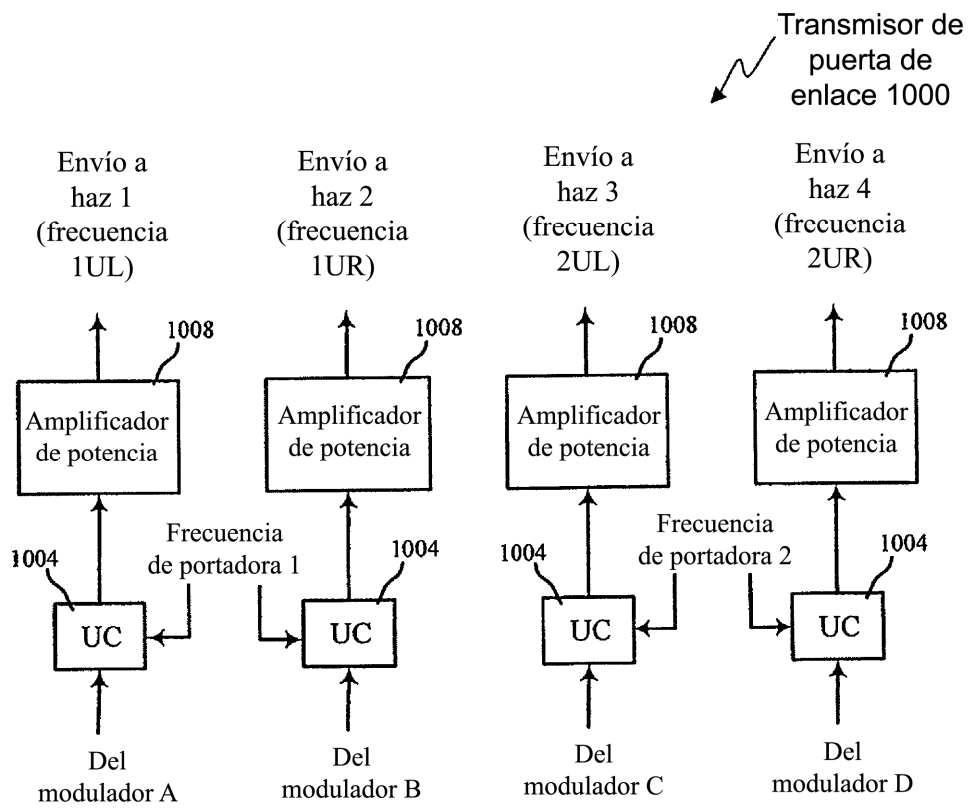 Transmisor de
puerta de
enlace 1000
Envío a
haz 1
(frecuencia
1UL)
Envío a
haz 2
(frecuencia
1UR)
Envío a
haz 3
(frecuencia
2UL)
Envío a
haz 4
(frecuencia
2UR)
1008
1008
1008
1008
Amplificador
de potencia
Amplificador
de potencia
Amplificador
de potencia
Amplificador
de potencia
1004
Frecuencia
de portadora 1
1004
1004
Frecuencia
de portadora 2
1004
UC
UC
UC
UC
Del
modulador A
Del
modulador B
Del
modulador C
Del
modulador D